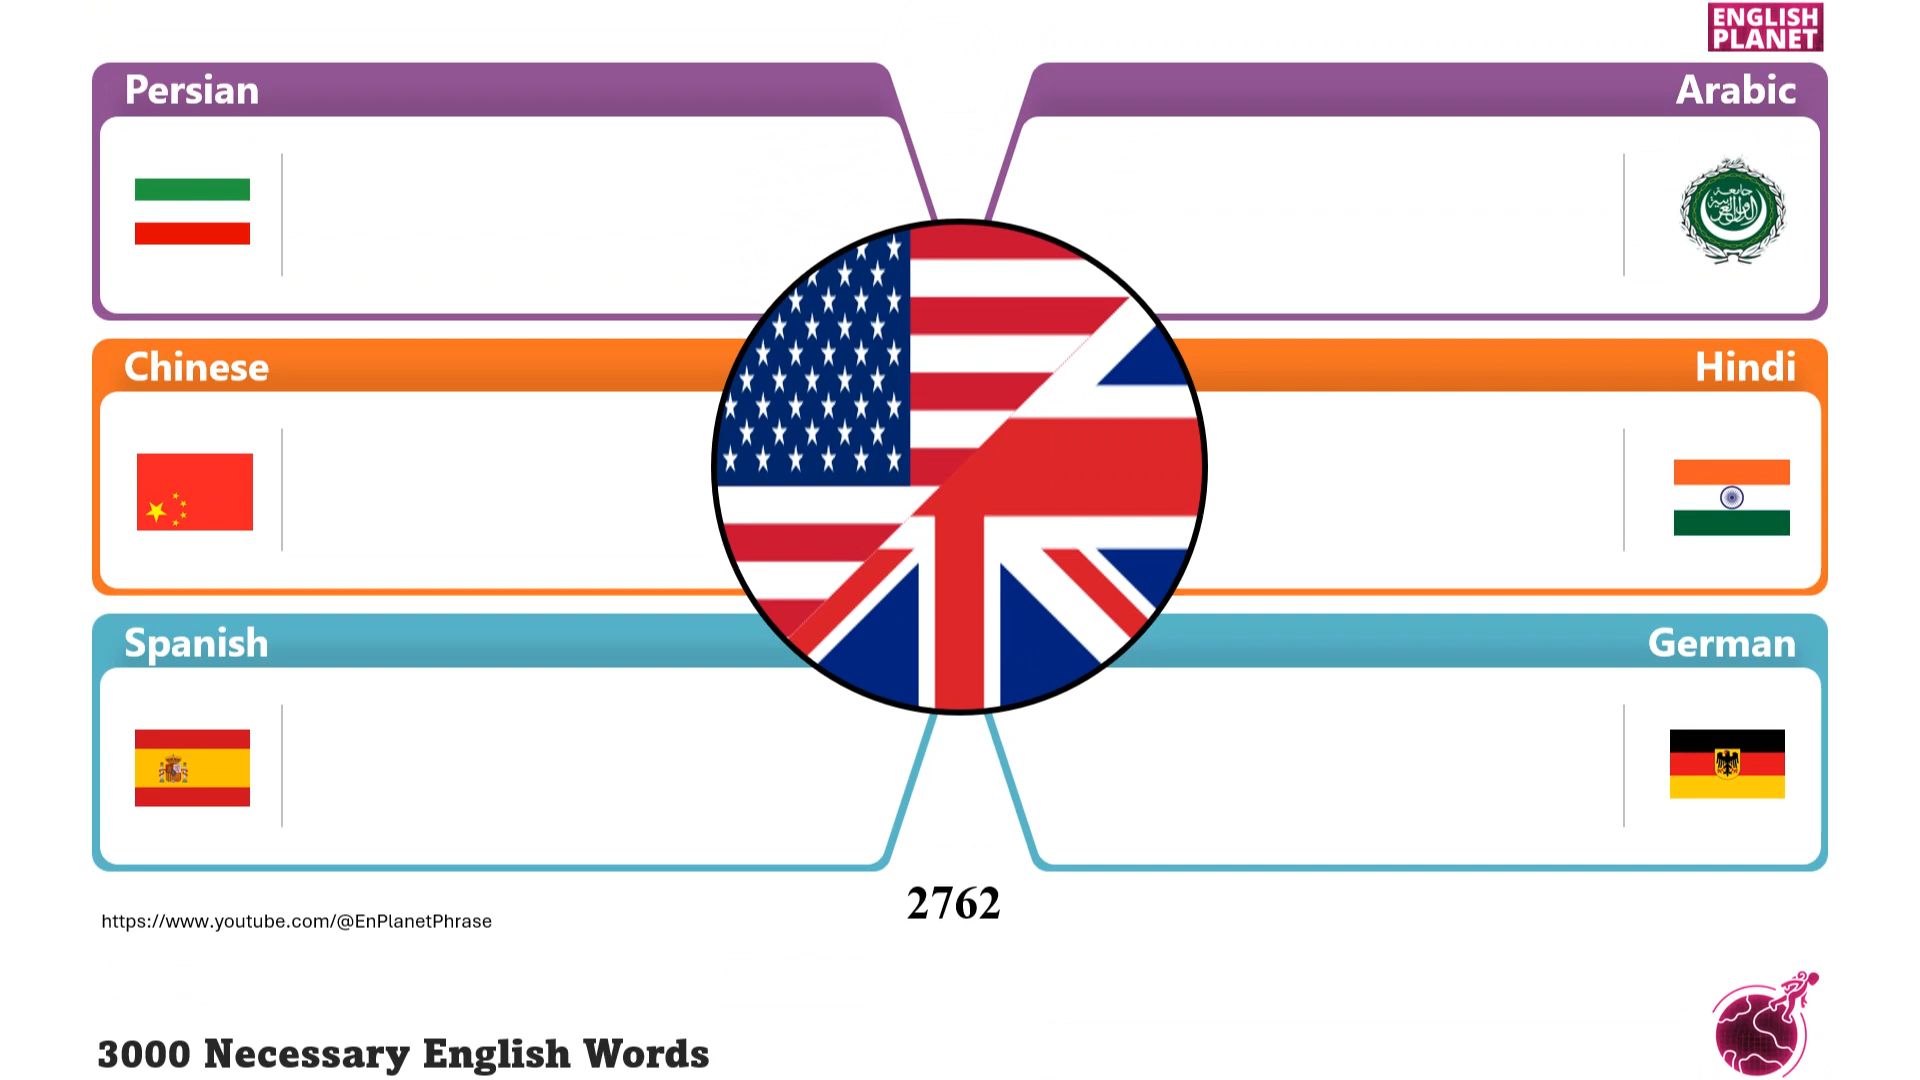 ENGLISH
PLANET
Persian
Arabic
Chinese
Hindi
Spanish
German
2762
https://www.youtube.com/@EnPlanetPhrase
3000 Necessary English Words